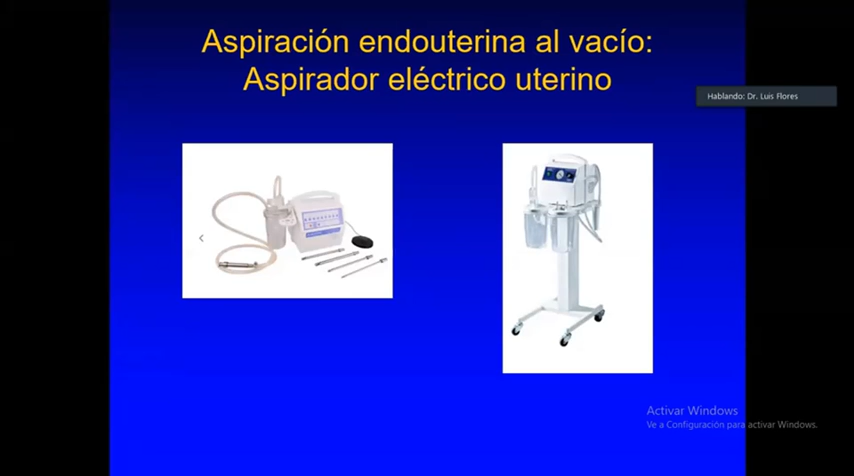 Aspiración endouterina al vacío:
Aspirador eléctrico uterino
Hablando: Dr. Luis Flores
Activar Windows
Ve a Configuración para activar Windows.